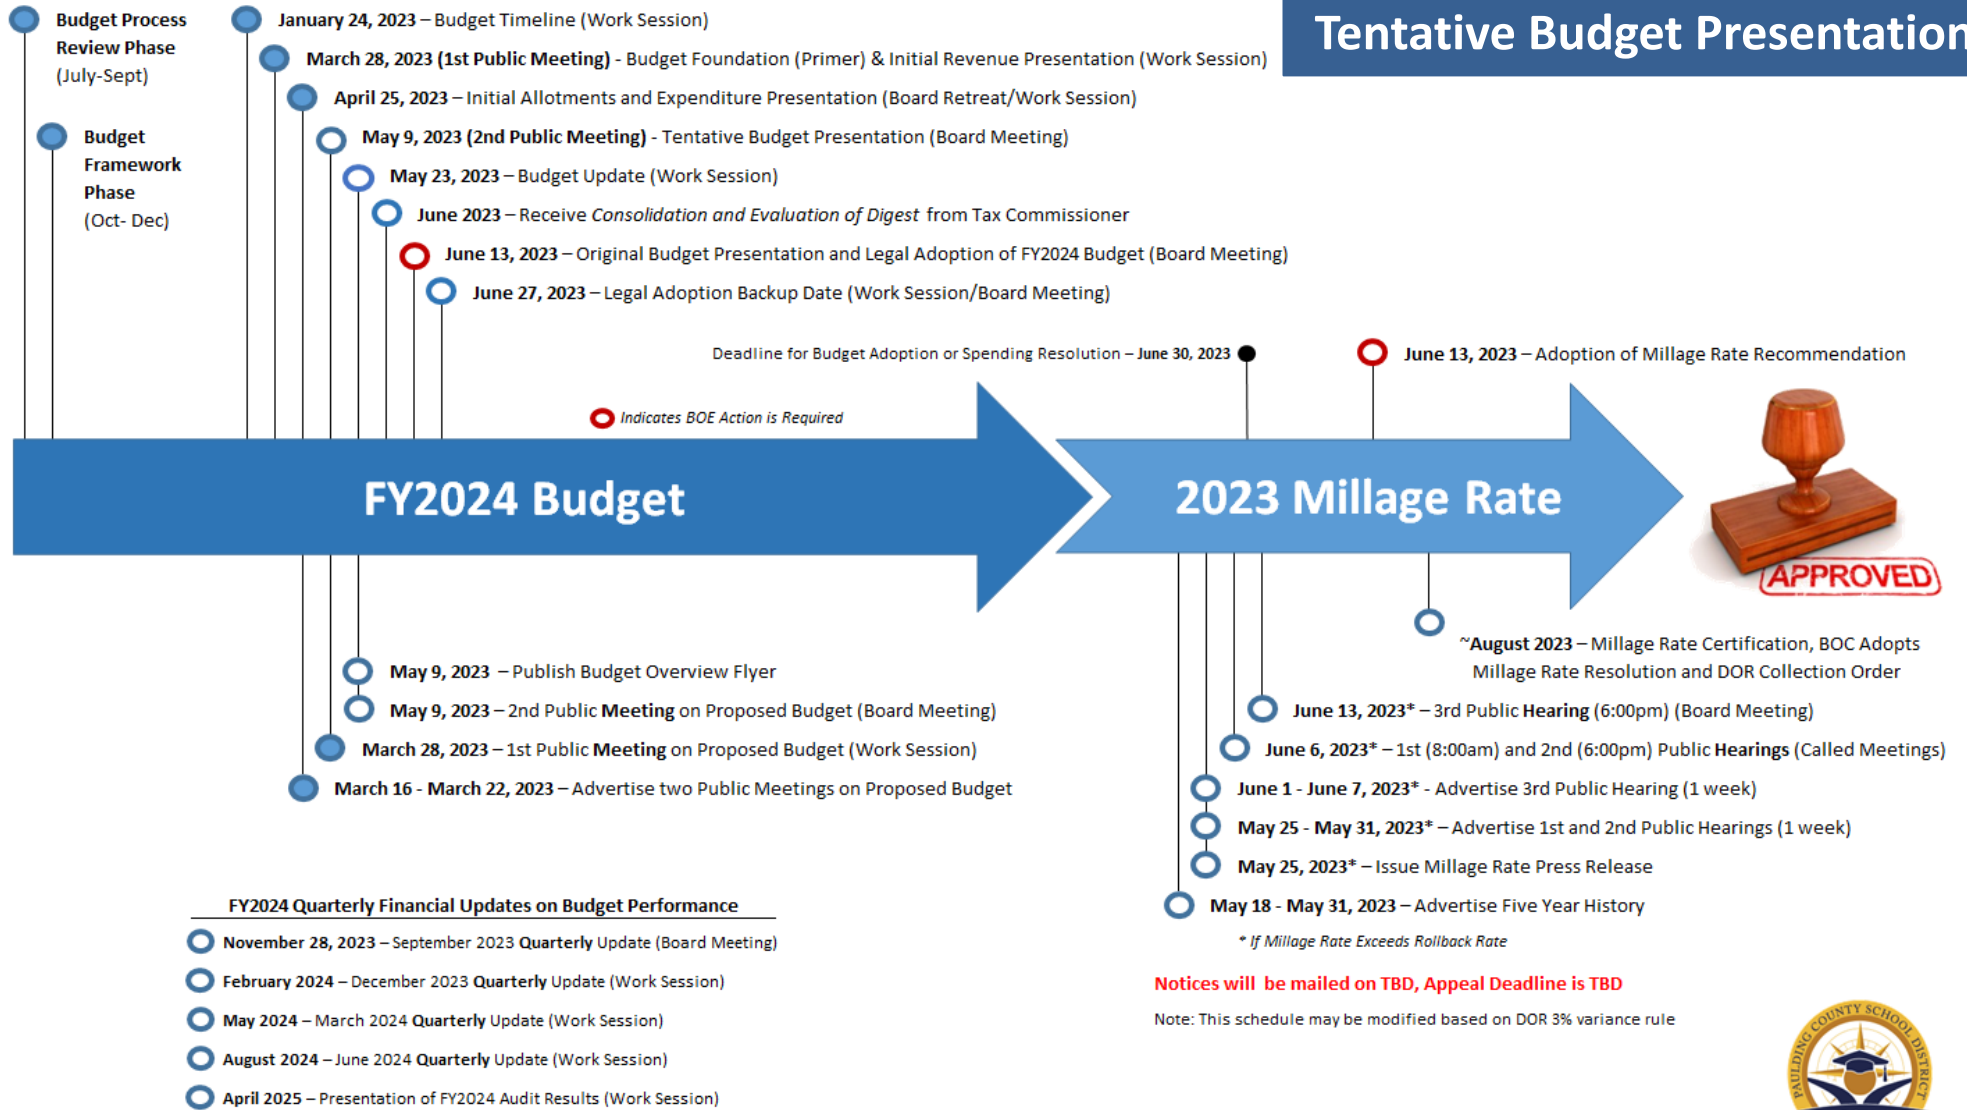 Tentative Budget Presentation
Budget Process
Review Phase
(July-Sept)
Budget
Framework
Phase
(Oct- Dec)
January 24, 2023 – Budget Timeline (Work Session)
March 28, 2023 (1st Public Meeting) - Budget Foundation (Primer) & Initial Revenue Presentation (Work Session)
April 25, 2023 – Initial Allotments and Expenditure Presentation (Board Retreat/Work Session)
May 9, 2023 (2nd Public Meeting) - Tentative Budget Presentation (Board Meeting)
May 23, 2023 – Budget Update (Work Session)
June 2023 – Receive Consolidation and Evaluation of Digest from Tax Commissioner
June 13, 2023 – Original Budget Presentation and Legal Adoption of FY2024 Budget (Board Meeting)
June 27, 2023 – Legal Adoption Backup Date (Work Session/Board Meeting)
Deadline for Budget Adoption or Spending Resolution – June 30, 2023
June 13, 2023 – Adoption of Millage Rate Recommendation
Indicates BOE Action is Required
FY2024 Budget
2023 Millage Rate
APPROVED
~August 2023 – Millage Rate Certification, BOC Adopts
Millage Rate Resolution and DOR Collection Order
May 9, 2023 – Publish Budget Overview Flyer
May 9, 2023 – 2nd Public Meeting on Proposed Budget (Board Meeting)
March 28, 2023 – 1st Public Meeting on Proposed Budget (Work Session)
March 16 - March 22, 2023 – Advertise two Public Meetings on Proposed Budget
June 13, 2023* – 3rd Public Hearing (6:00pm) (Board Meeting)
June 6, 2023* – 1st (8:00am) and 2nd (6:00pm) Public Hearings (Called Meetings)
June 1 - June 7, 2023* - Advertise 3rd Public Hearing (1 week)
May 25 - May 31, 2023* – Advertise 1st and 2nd Public Hearings (1 week)
May 25, 2023* – Issue Millage Rate Press Release
May 18 - May 31, 2023 – Advertise Five Year History
* If Millage Rate Exceeds Rollback Rate
Notices will be mailed on TBD, Appeal Deadline is TBD
Note: This schedule may be modified based on DOR 3% variance rule
FY2024 Quarterly Financial Updates on Budget Performance
November 28, 2023 – September 2023 Quarterly Update (Board Meeting)
February 2024 – December 2023 Quarterly Update (Work Session)
May 2024 – March 2024 Quarterly Update (Work Session)
August 2024 – June 2024 Quarterly Update (Work Session)
April 2025 – Presentation of FY2024 Audit Results (Work Session)
PAULDING COUNTY SCHOOL DISTRICT